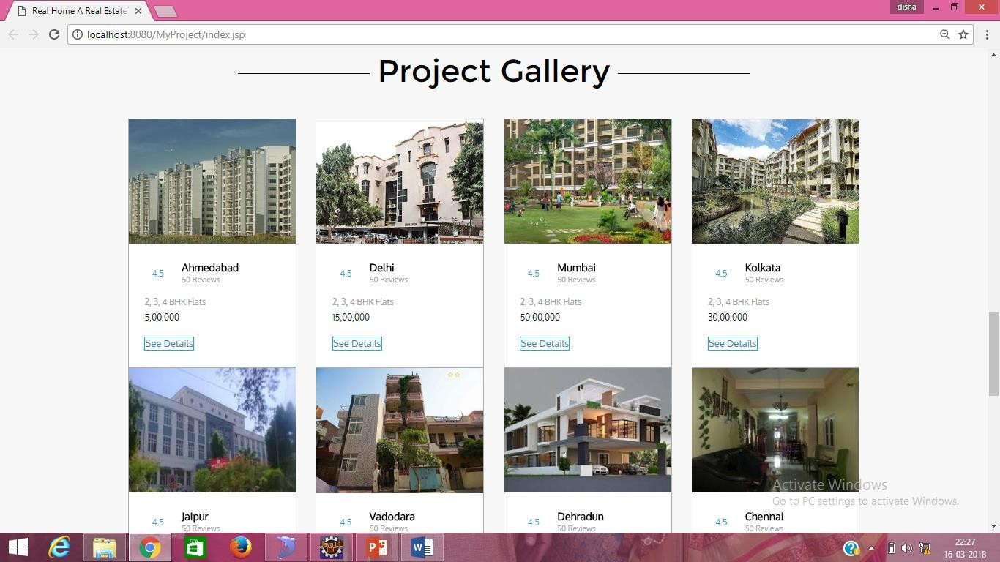 Real Home A Real Estate
disha
localhost:8080/MyProject/index.jsp
Project Gallery
4.5
Ahmedabad
50 Reviews
2, 3, 4 BHK Flats
5,00,000
See Details
4.5
Delhi
50 Reviews
2, 3, 4 BHK Flats
15,00,000
See Details
4.5
Mumbai
50 Reviews
2, 3, 4 BHK Flats
50,00,000
See Details
4.5
Kolkata
50 Reviews
2, 3, 4 BHK Flats
30,00,000
See Details
4.5
Jaipur
50 Reviews
4.5
Vadodara
50 Reviews
4.5
Dehradun
50 Reviews
4.5
Chennai
50 Reviews
Activate Windows
Go to PC settings to activate Windows.
Java EE
IDE
22:27
16-03-2018